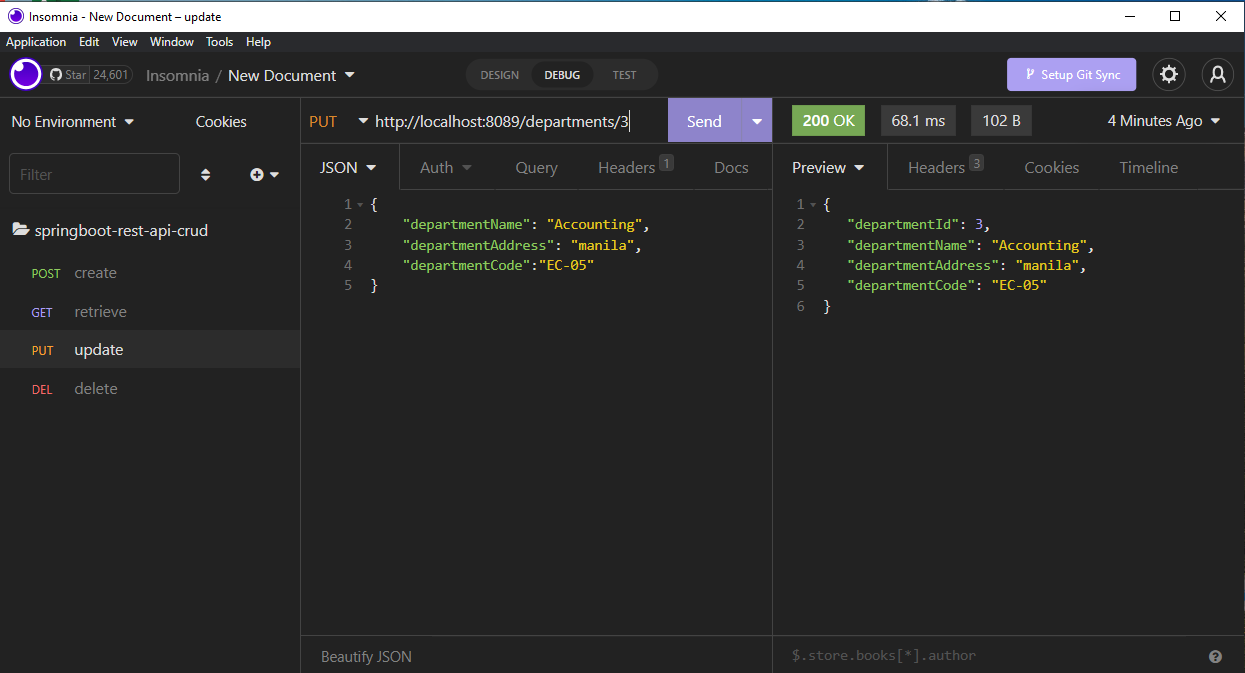 Insomnia - New Document – update
Application Edit View Window Tools Help
Star 24,601 Insomnia / New Document DESIGN DEBUG TEST Setup Git Sync
No Environment Cookies
Filter
springboot-rest-api-crud
POST create
GET retrieve
PUT update
DEL delete
PUT http://localhost:8089/departments/3 Send
JSON Auth Query Headers 1 Docs
1 {
2 "departmentName": "Accounting",
3 "departmentAddress": "manila",
4 "departmentCode":"EC-05"
5 }
Beautify JSON
200 OK 68.1 ms 102 B 4 Minutes Ago
Preview Headers 3 Cookies Timeline
1 {
2 "departmentId": 3,
3 "departmentName": "Accounting",
4 "departmentAddress": "manila",
5 "departmentCode": "EC-05"
6 }
$.store.books[*].author